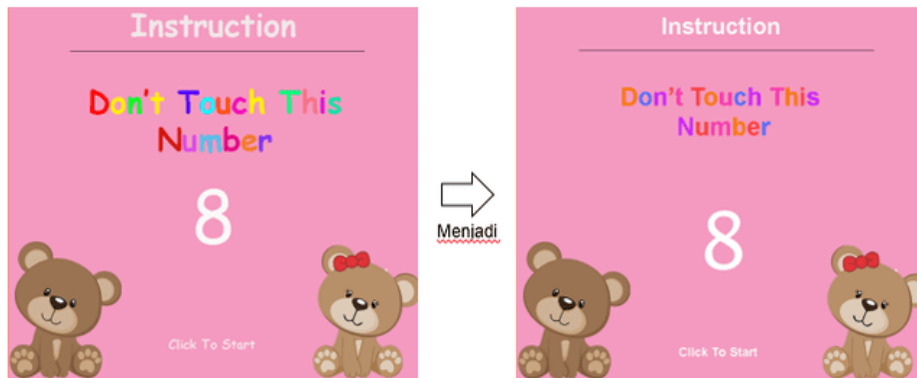 Instruction
Don't Touch This
Number
8
Click To Start
Menjadi
Instruction
Don't Touch This
Number
8
Click To Start